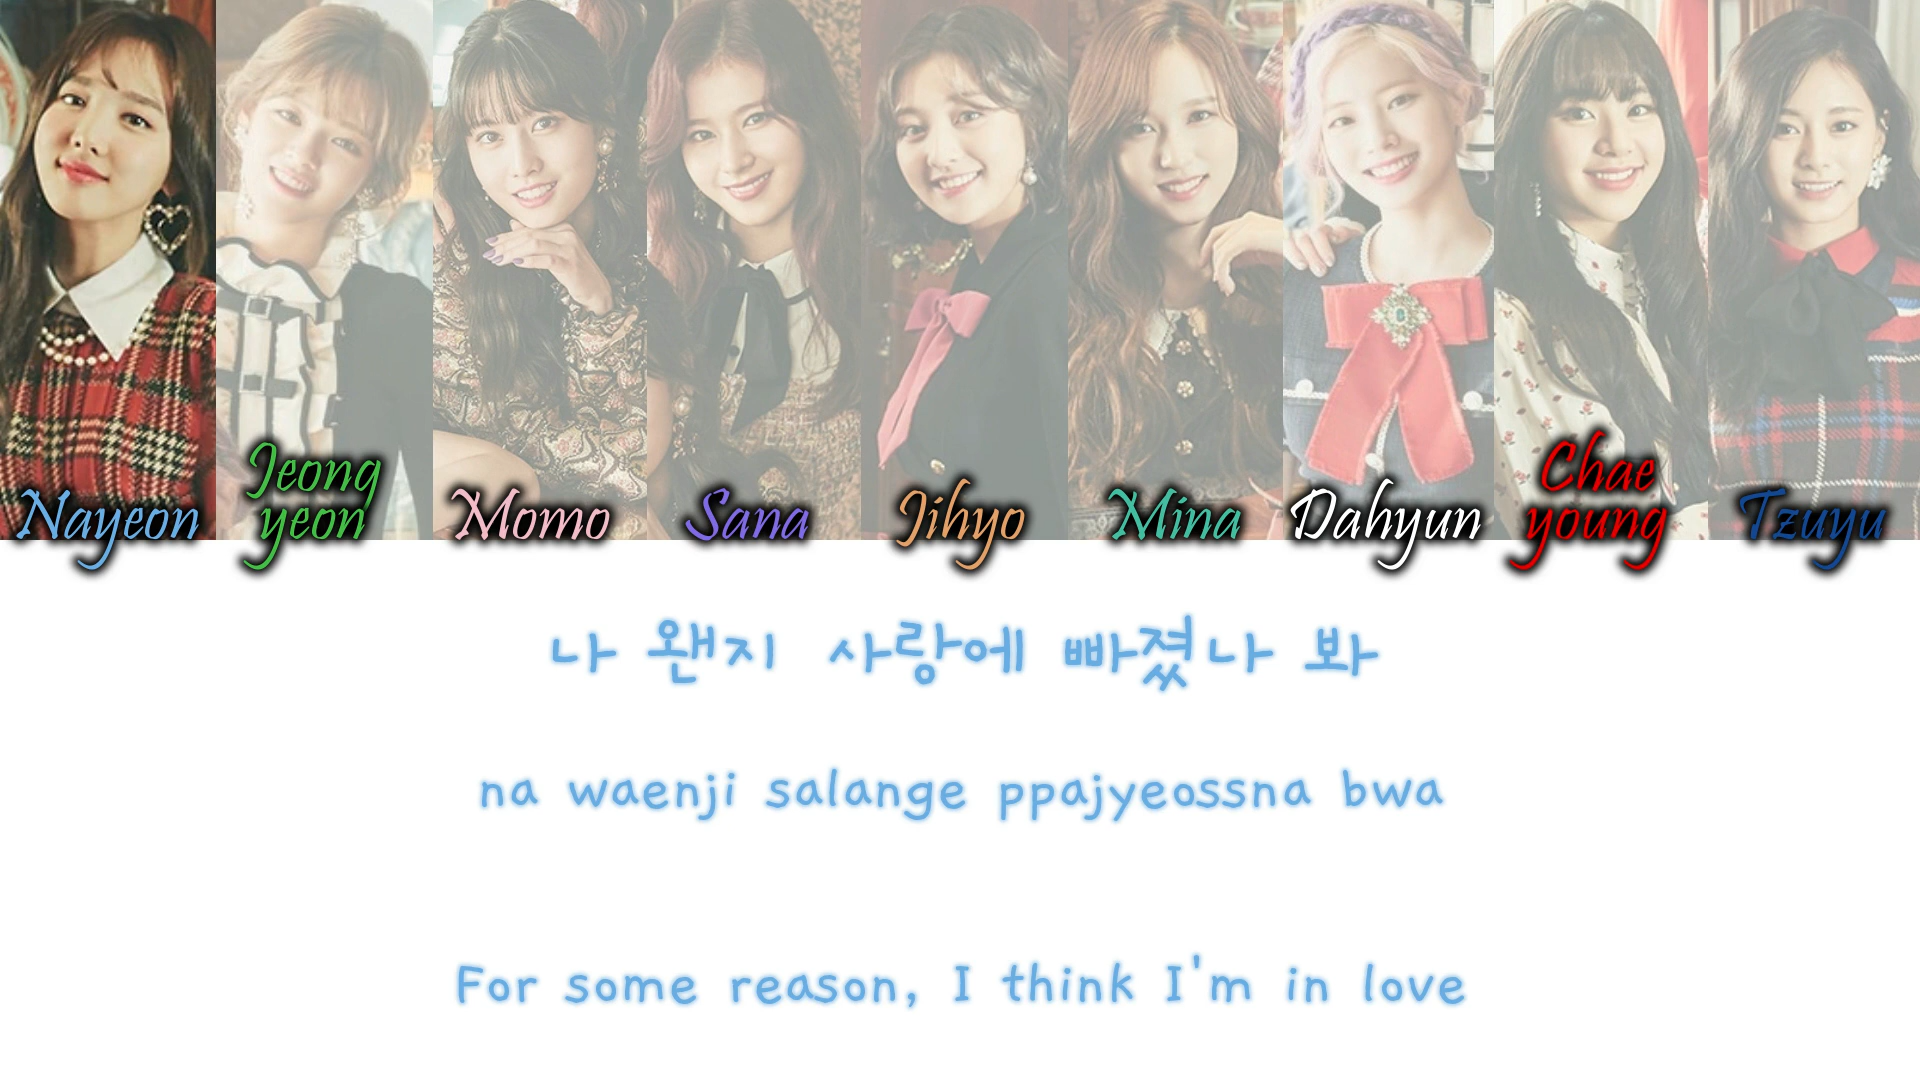 Nayeon
Jeong
yeon
Momo
Sana
Jihyo
Mina
Dahyun
Chae
young
Tzuyu
나 왠지 사랑에 빠졌나 봐
na waenji salange ppajyeossna bwa
For some reason, I think I'm in love